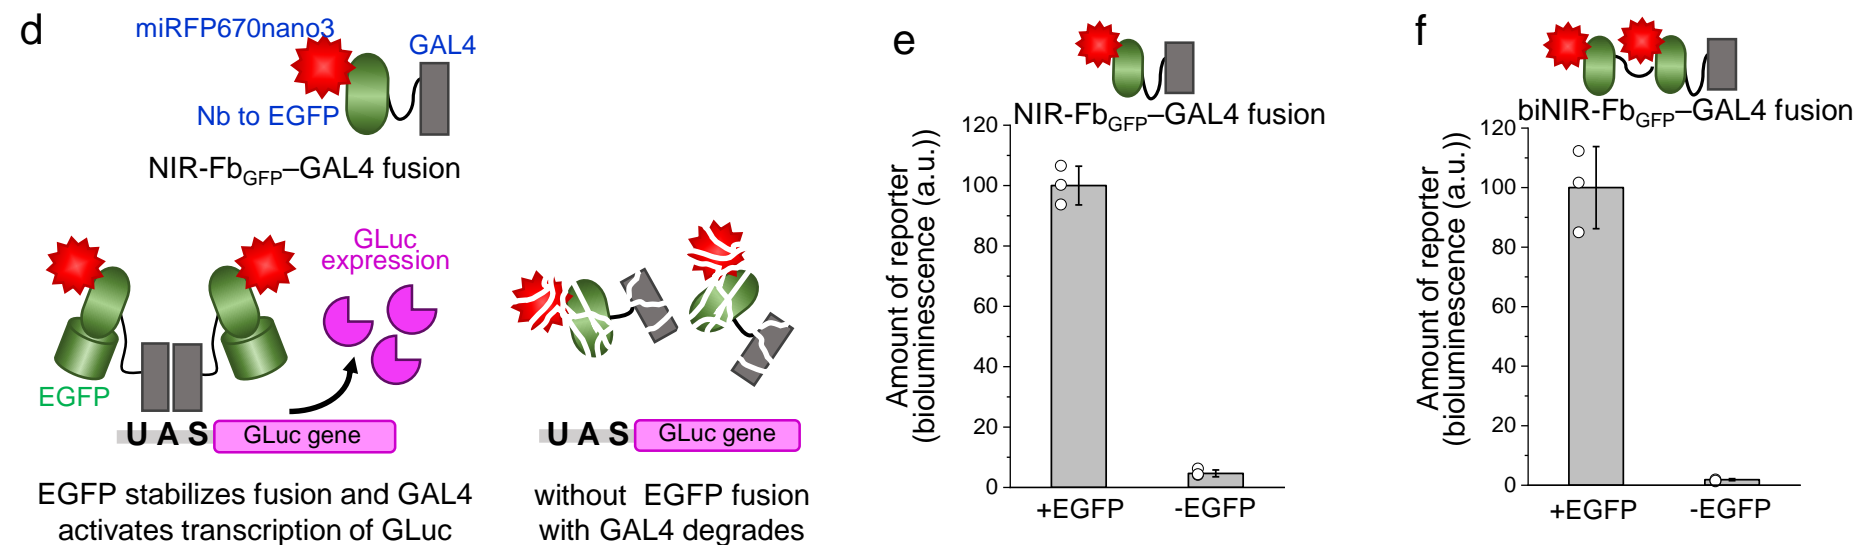 d
miRFP670nano3
GAL4
Nb to EGFP
NIR-FbGFP–GAL4 fusion
GLuc
expression
EGFP
UAS
GLuc gene
EGFP stabilizes fusion and GAL4
activates transcription of GLuc
UAS
GLuc gene
without EGFP fusion
with GAL4 degrades
e
NIR-FbGFP–GAL4 fusion
Amount of reporter
(bioluminescence (a.u.))
120
100
80
60
40
20
0
+EGFP
-EGFP
f
biNIR-FbGFP–GAL4 fusion
Amount of reporter
(bioluminescence (a.u.))
120
100
80
60
40
20
0
+EGFP
-EGFP